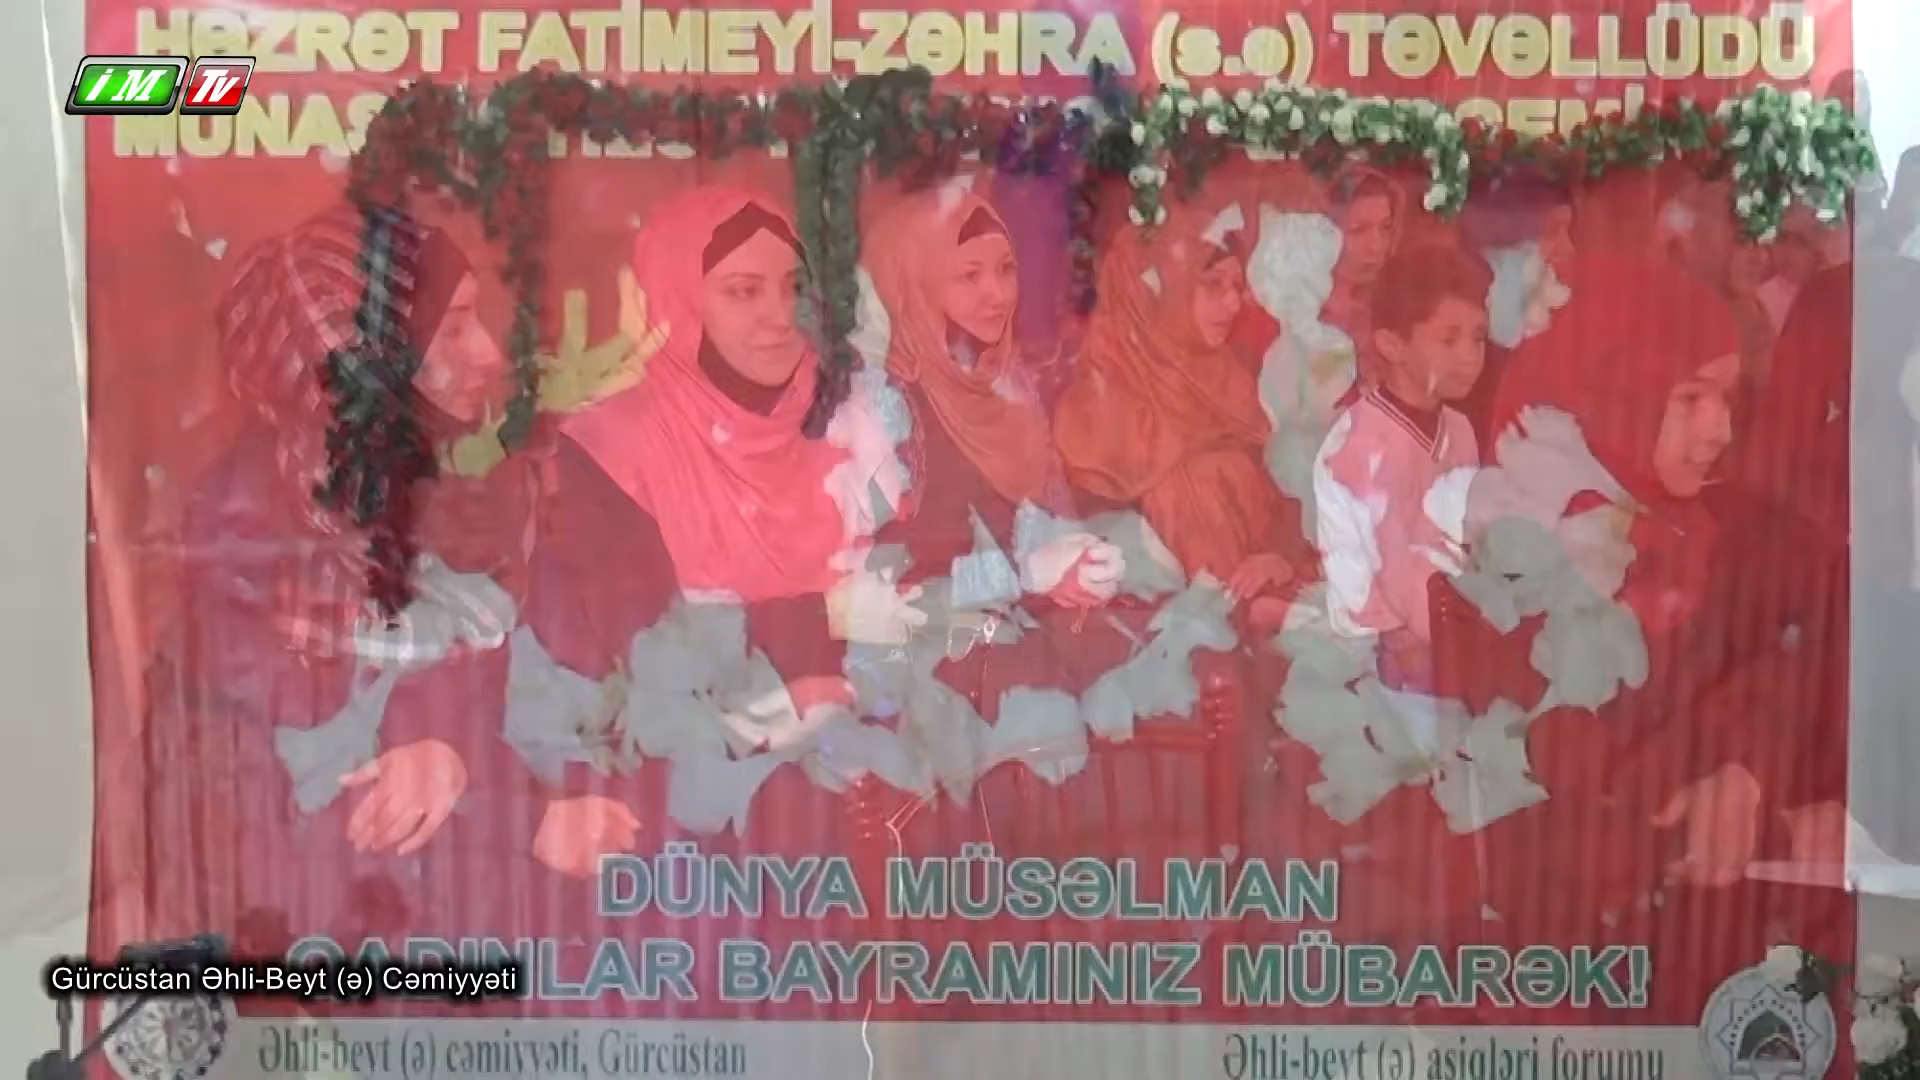 HƏZRƏT FATİMEYİ-ZƏHRA (s.ə) TƏVƏLLÜDÜ
iM Tv
DÜNYA MÜSƏLMAN
QADINLAR BAYRAMINIZ MÜBARƏK!
Gürcüstan Əhli-Beyt (ə) Cəmiyyəti
Əhli-beyt (ə) cəmiyyəti, Gürcüstan
Əhli-beyt (ə) aşiqləri forumu